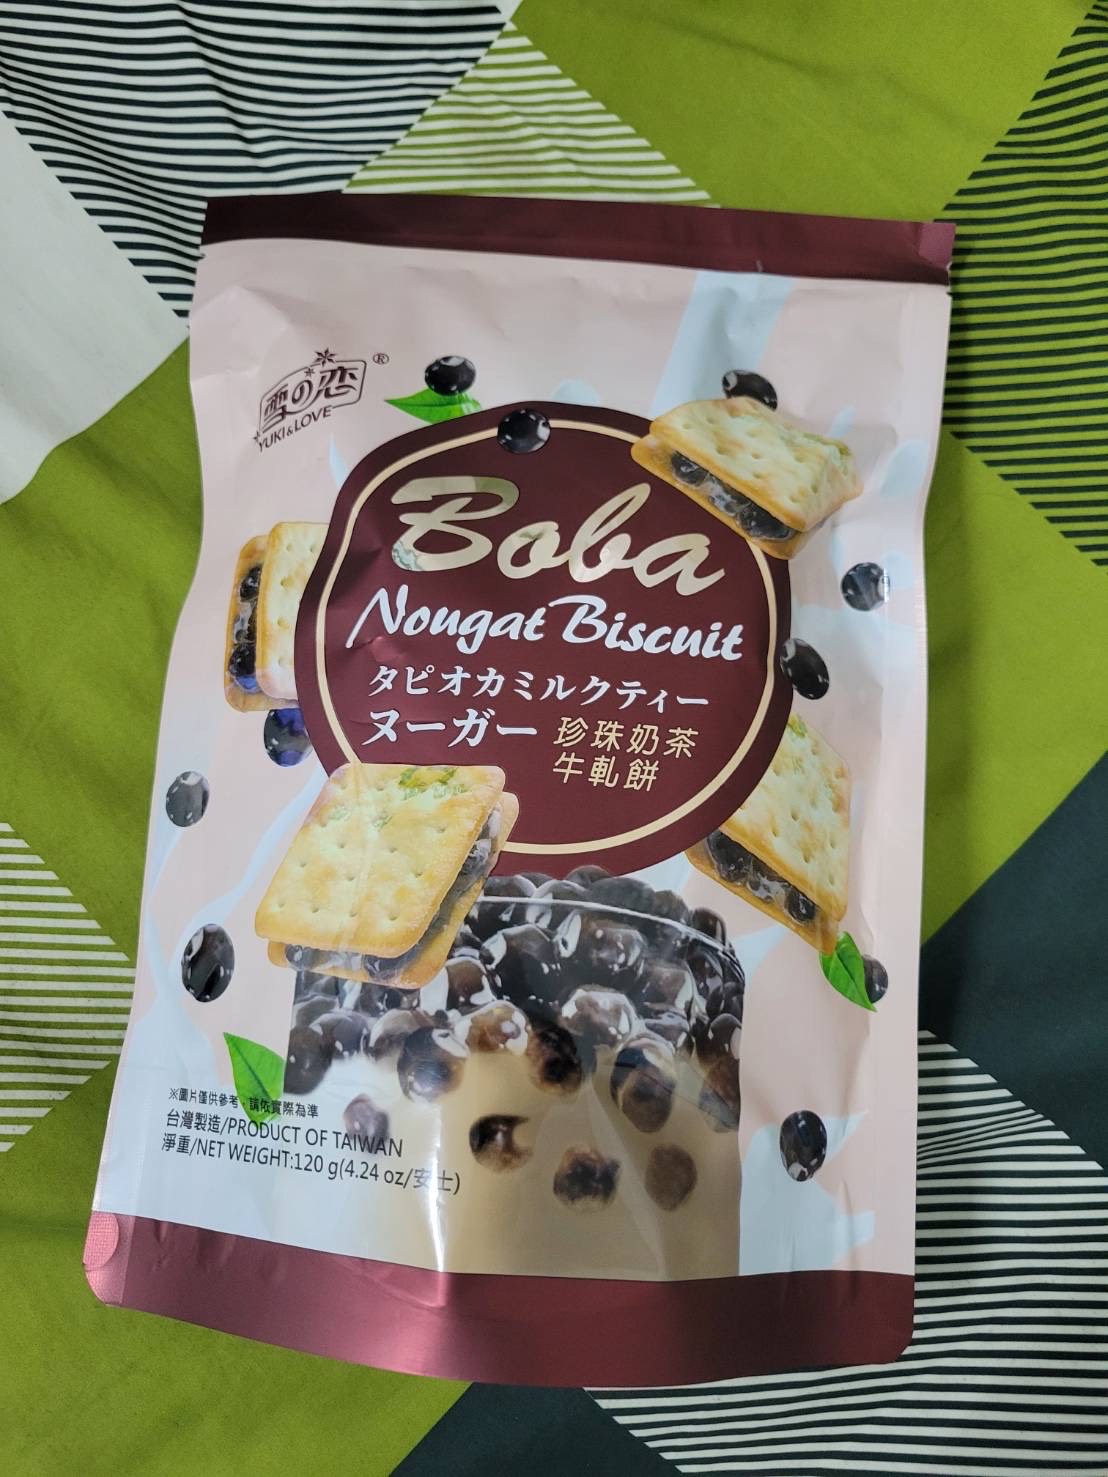 雪の恋®
YUKI&LOVE
Boba
Nougat Biscuit
タピオカミルクティー
ヌーガー
珍珠奶茶
牛軋餅
※圖片僅供參考，請依實際為準
台灣製造/PRODUCT OF TAIWAN
淨重/NET WEIGHT:120 g(4.24 oz/安士)